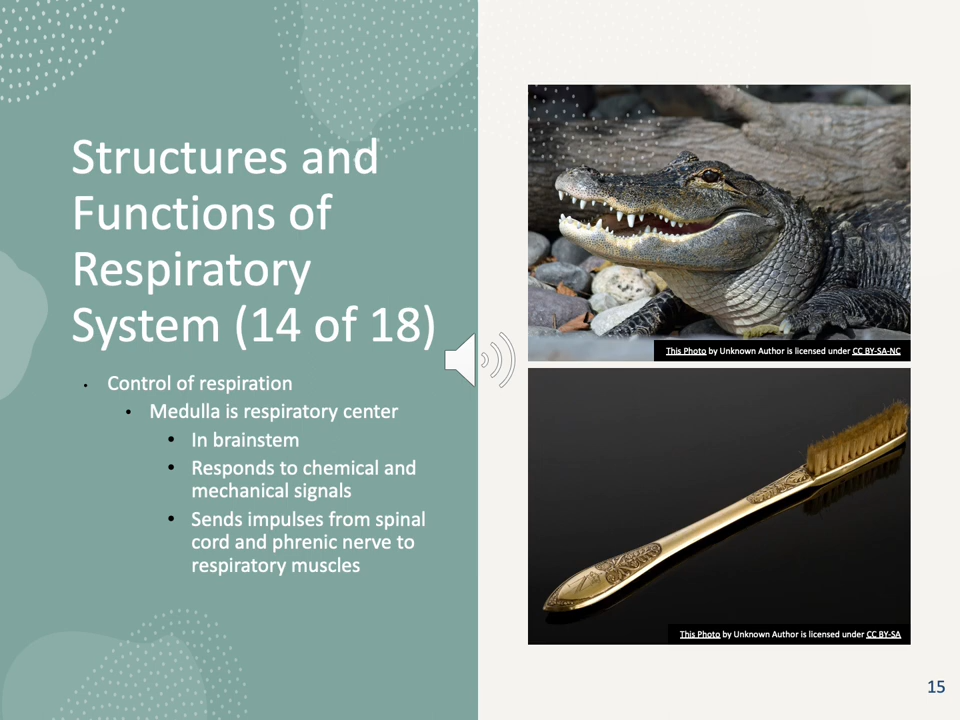 Structures and
Functions of
Respiratory
System (14 of 18)
• Control of respiration
• Medulla is respiratory center
• In brainstem
• Responds to chemical and
mechanical signals
• Sends impulses from spinal
cord and phrenic nerve to
respiratory muscles
This Photo by Unknown Author is licensed under CC BY-SA-NC
This Photo by Unknown Author is licensed under CC BY-SA
15